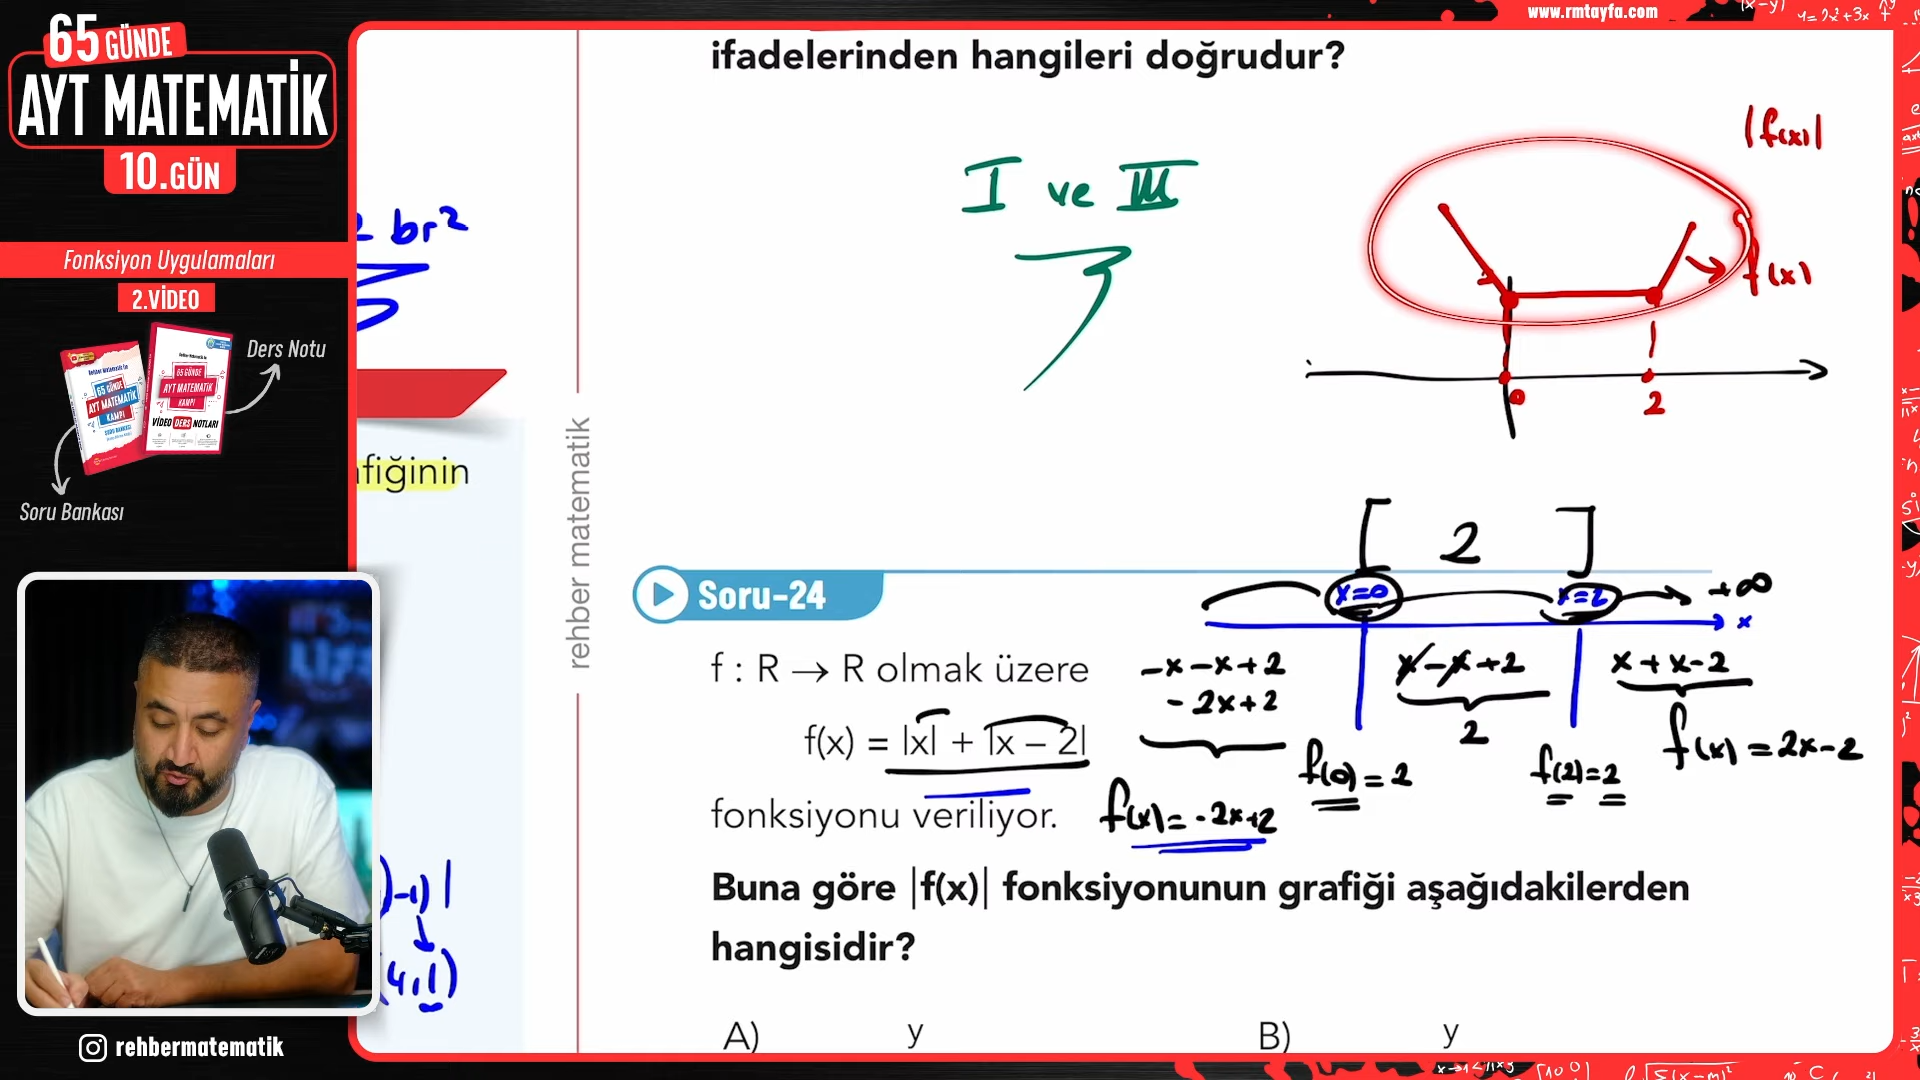 65 GÜNDE
AYT MATEMATİK
10.GÜN
Fonksiyon Uygulamaları
2.VİDEO
Ders Notu
Soru Bankası
rehbermatematik
www.rmtayfa.com
ifadelerinden hangileri doğrudur?
I ve III
|f(x)|
f(x)
0
2
br²
fiğinin
rehber matematik
[ 2 ]
Soru-24
x=0
x=2
+∞
x
f : R → R olmak üzere
-x-x+2
x-x+2
x+x-2
-2x+2
2
f(x) = |x| + |x – 2|
f(0)=2
f(2)=2
f(x)=2x-2
fonksiyonu veriliyor.
f(x)=-2x+2
Buna göre |f(x)| fonksiyonunun grafiği aşağıdakilerden
hangisidir?
)-1)|
(4,1)
A)
y
B)
y